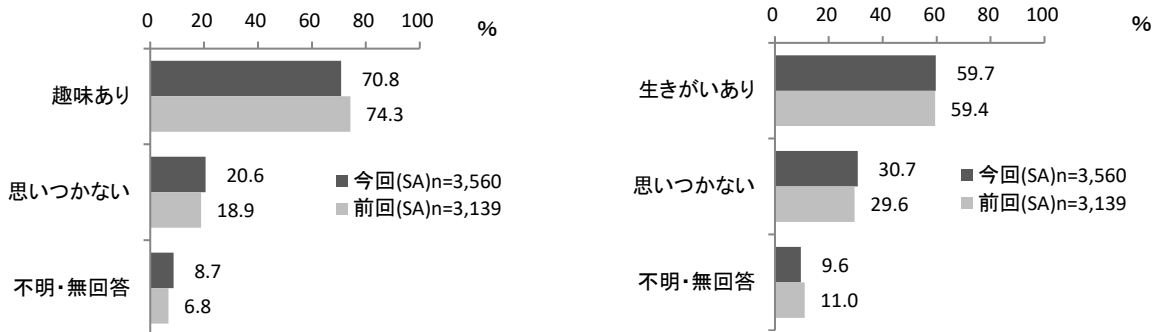 0 20 40 60 80 100
%
趣味あり
70.8
74.3
思いつかない
20.6
18.9
今回(SA)n=3,560
前回(SA)n=3,139
不明・無回答
8.7
6.8
0 20 40 60 80 100
%
生きがいあり
59.7
59.4
思いつかない
30.7
29.6
今回(SA)n=3,560
前回(SA)n=3,139
不明・無回答
9.6
11.0